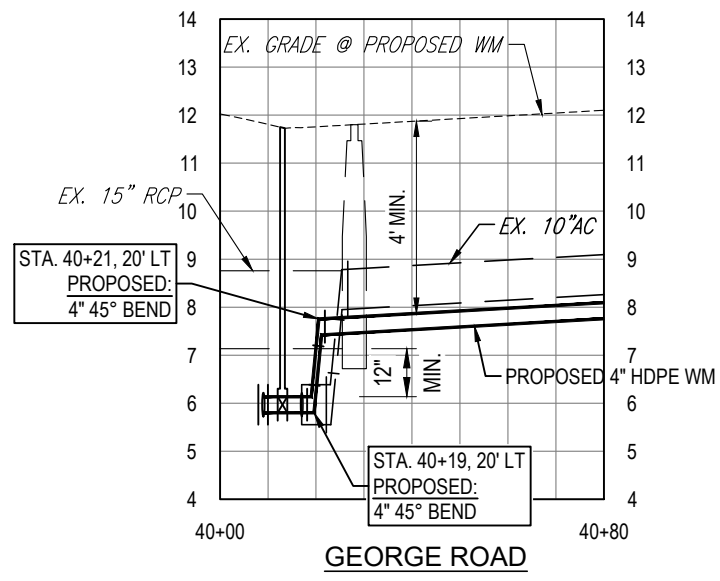 14
14
EX. GRADE @ PROPOSED WM
13
13
12
12
11
11
EX. 15" RCP
10
10
4' MIN.
EX. 10"AC
9
9
STA. 40+21, 20' LT
PROPOSED:
4" 45° BEND
8
8
7
7
12"
MIN.
PROPOSED 4" HDPE WM
6
6
5
5
STA. 40+19, 20' LT
PROPOSED:
4" 45° BEND
4
4
40+00
40+80
GEORGE ROAD